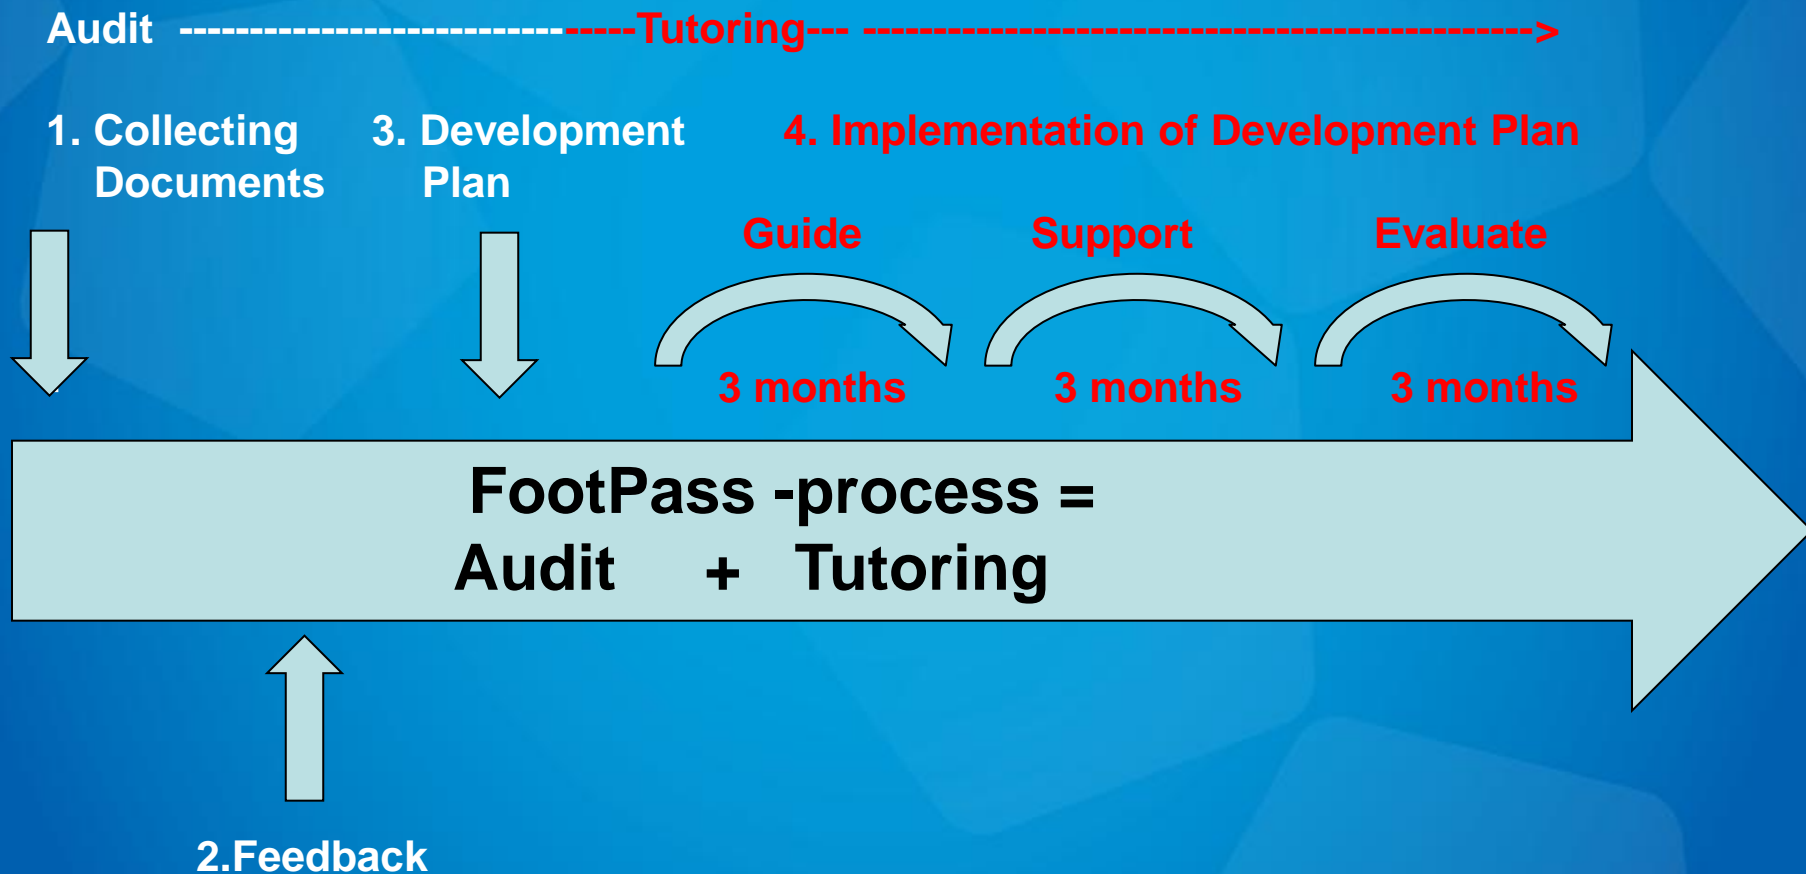 Audit ---------------------------------Tutoring--- ------------------------------------------------>
1. Collecting
Documents
3. Development
Plan
4. Implementation of Development Plan
Guide
Support
Evaluate
3 months
3 months
3 months
FootPass -process =
Audit + Tutoring
2.Feedback